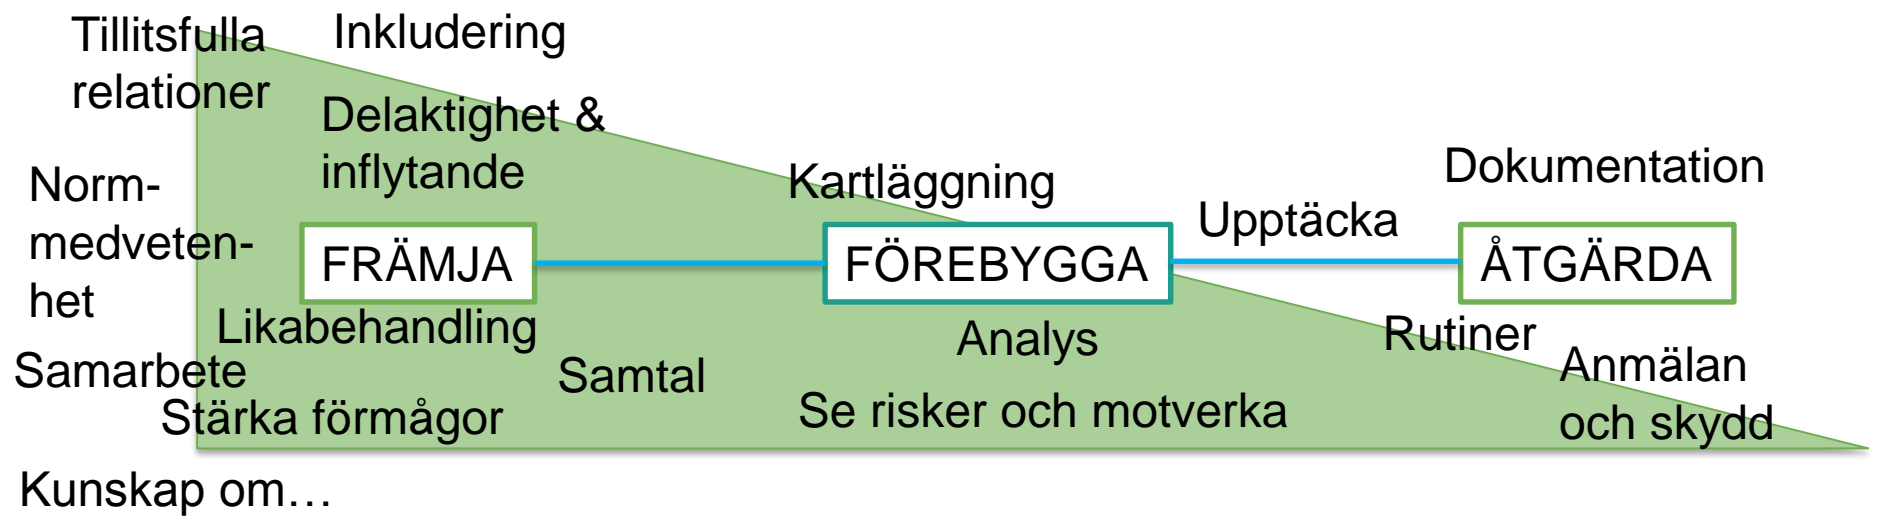 Tillitsfulla
relationer
Inkludering
Delaktighet &
inflytande
Norm-
medveten-
het
Kartläggning
Upptäcka
Dokumentation
FRÄMJA
FÖREBYGGA
ÅTGÄRDA
Likabehandling
Samtal
Analys
Rutiner
Anmälan
och skydd
Samarbete
Stärka förmågor
Se risker och motverka
Kunskap om…